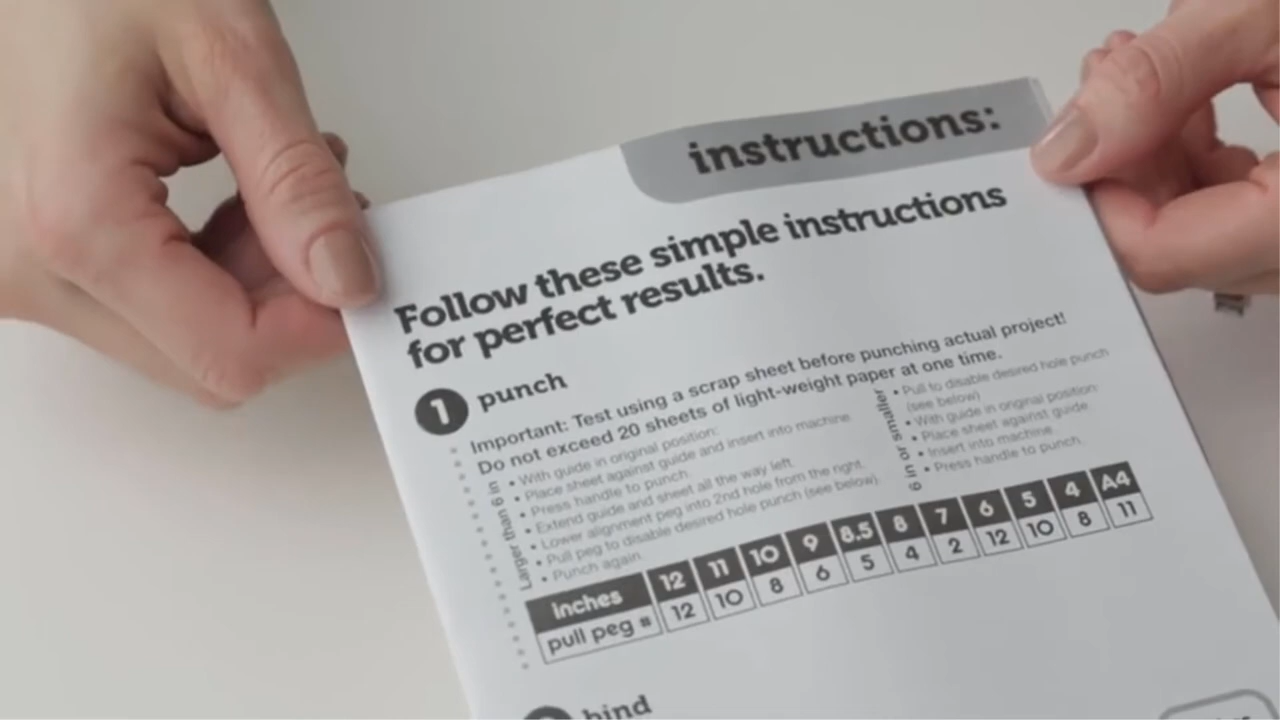 instructions:
Follow these simple instructions
for perfect results.
1 punch
Important: Test using a scrap sheet before punching actual project!
Do not exceed 20 sheets of light-weight paper at one time.
Larger than 6 in
• With guide in original position:
• Place sheet against guide and insert into machine
• Press handle to punch.
• Extend guide and sheet all the way left.
• Lower alignment peg into 2nd hole from the right.
• Pull peg to disable desired hole punch (see below).
• Punch again.
6 in or smaller
• Pull to disable desired hole punch
(see below)
• With guide in original position:
• Place sheet against guide
• Insert into machine.
• Press handle to punch.
inches 12 11 10 9 8.5 8 7 6 5 4 A4
pull peg # 12 10 8 6 5 4 2 12 10 8 11
bind